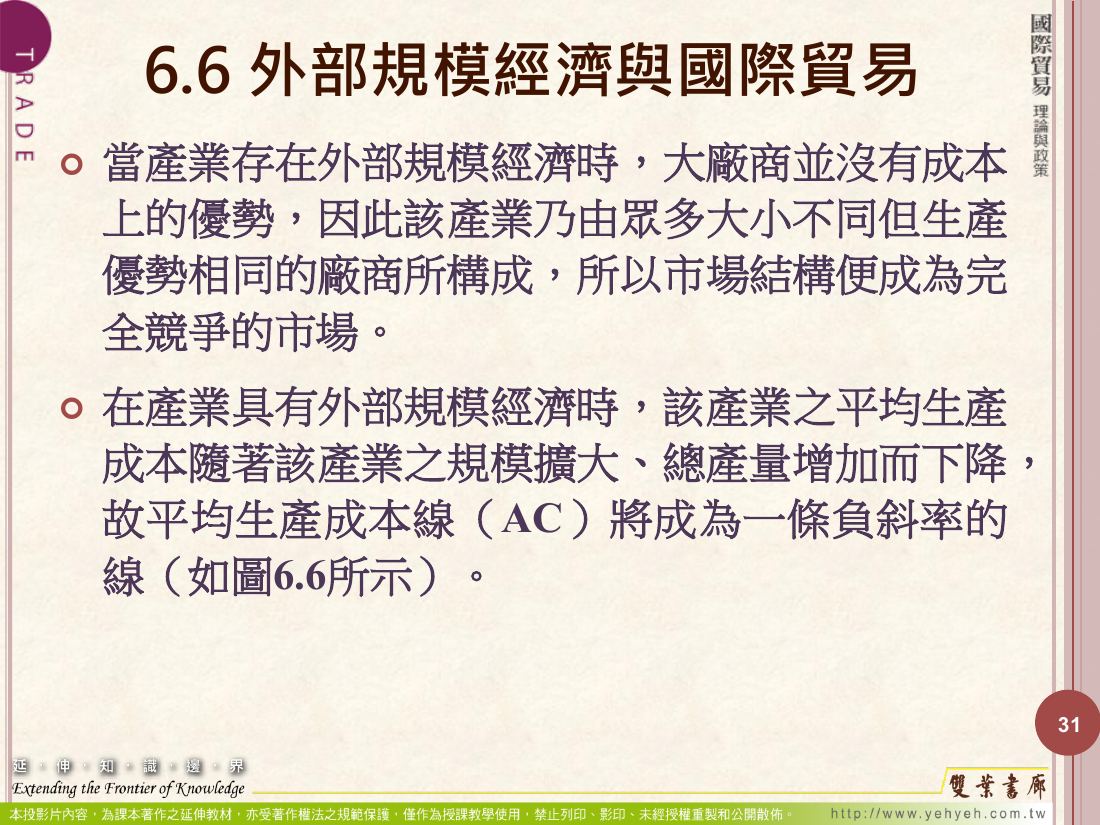 TRADE
6.6 外部規模經濟與國際貿易
國際貿易 理論與政策
當產業存在外部規模經濟時，大廠商並沒有成本
上的優勢，因此該產業乃由眾多大小不同但生產
優勢相同的廠商所構成，所以市場結構便成為完
全競爭的市場。
在產業具有外部規模經濟時，該產業之平均生產
成本隨著該產業之規模擴大、總產量增加而下降，
故平均生產成本線（AC）將成為一條負斜率的
線（如圖6.6所示）。
31
延．伸．知．識．邊．界
Extending the Frontier of Knowledge
雙葉書廊
本投影片內容，為課本著作之延伸教材，亦受著作權法之規範保護，僅作為授課教學使用，禁止列印、影印、未經授權重製和公開散佈。
http://www.yehyeh.com.tw